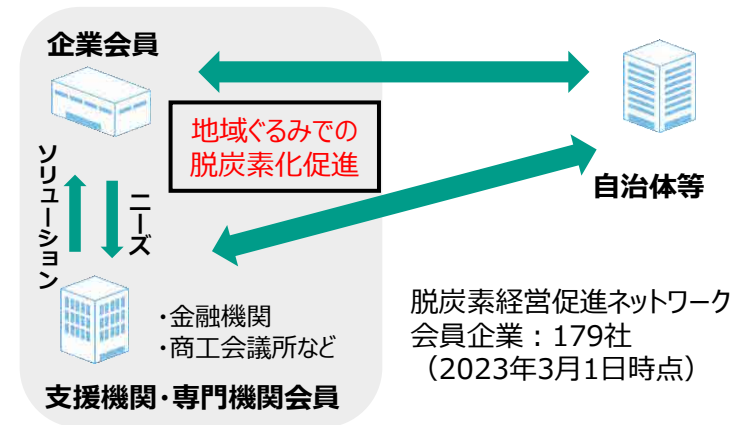 企業会員
地域ぐるみでの
脱炭素化促進
ソリューション
ニーズ
自治体等
・金融機関
・商工会議所など
支援機関・専門機関会員
脱炭素経営促進ネットワーク
会員企業：179社
（2023年3月1日時点）